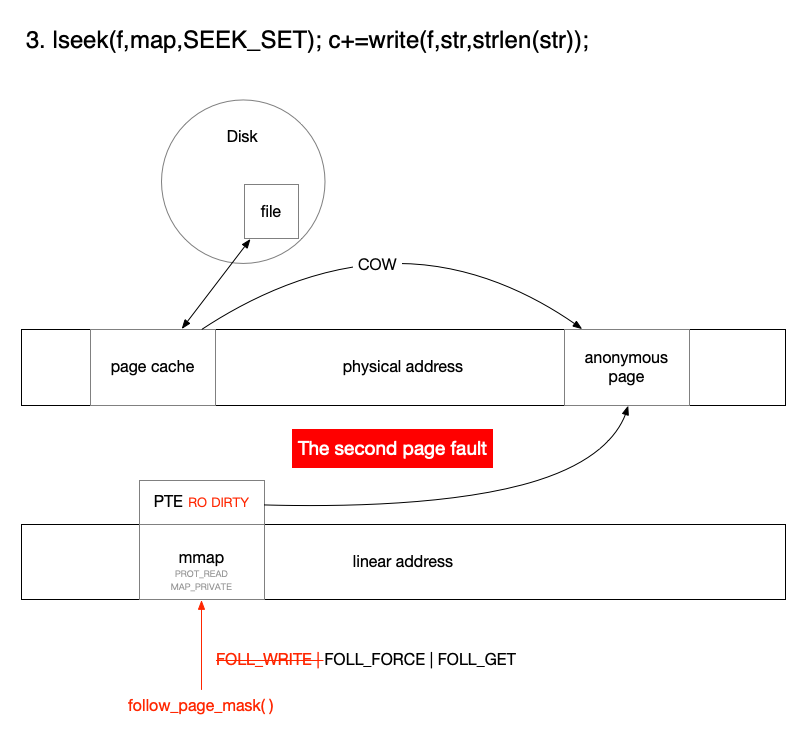 3. lseek(f,map,SEEK_SET); c+=write(f,str,strlen(str));
Disk
file
COW
page cache
physical address
anonymous
page
The second page fault
PTE RO DIRTY
mmap
PROT_READ
MAP_PRIVATE
linear address
FOLL_WRITE | FOLL_FORCE | FOLL_GET
follow_page_mask( )